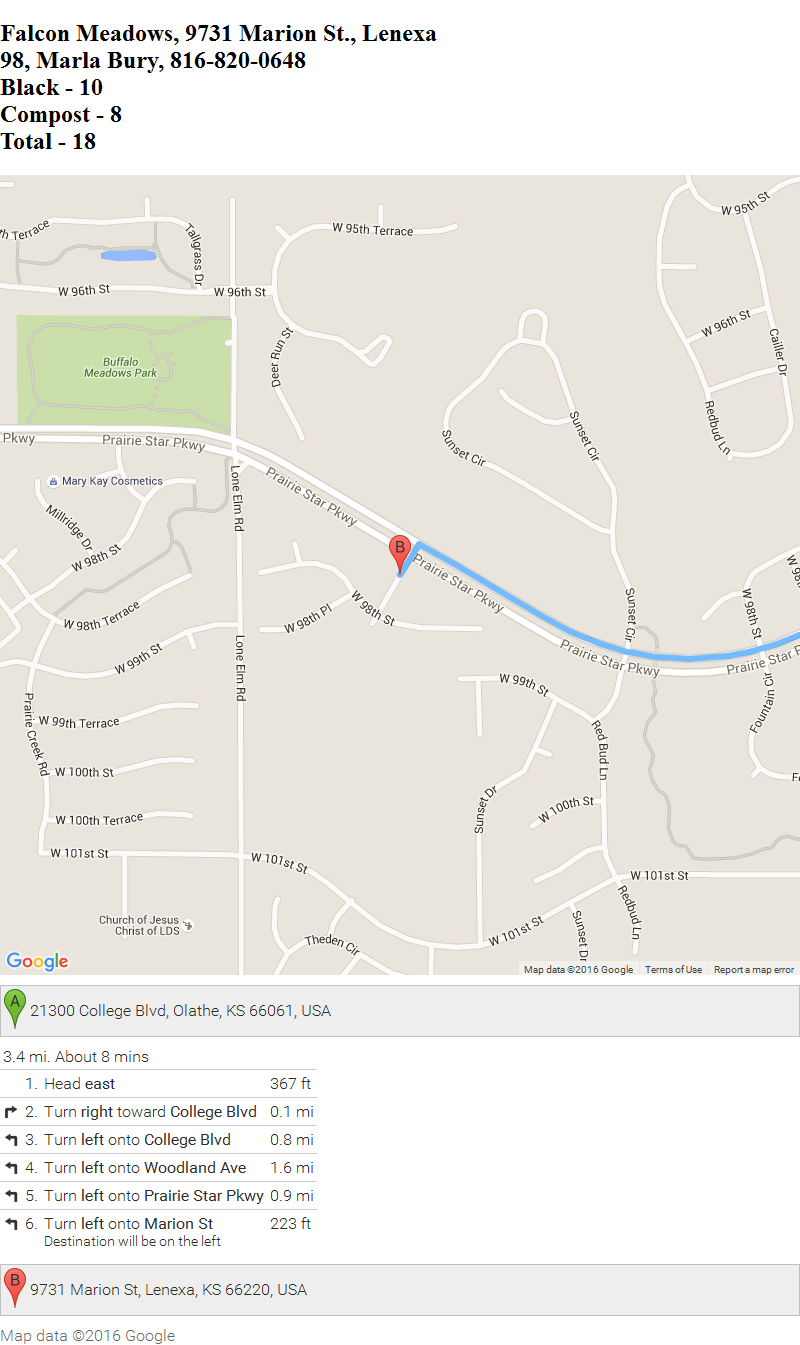 Falcon Meadows, 9731 Marion St., Lenexa
98, Marla Bury, 816-820-0648
Black - 10
Compost - 8
Total - 18
W 95th St
th Terrace
Tallgrass Dr
W 95th Terrace
W 96th St
W 96th St
W 96th St
Cailler Dr
Buffalo
Meadows Park
Deer Run St
Redbud Ln
Sunset Cir
Sunset Cir
Pkwy
Prairie Star Pkwy
Lone Elm Rd
Prairie Star Pkwy
Mary Kay Cosmetics
Millridge Dr
W 98th St
B
Prairie Star Pkwy
W 98th
W 98th Terrace
W 98th Pl
W 98th St
Sunset Cir
W 98th St
W 99th St
Lone Elm Rd
Prairie Star Pkwy
Prairie Star P
W 99th St
Fountain Cir
Prairie Creek Rd
W 99th Terrace
Red Bud Ln
W 100th St
Fe
Sunset Dr
W 100th St
W 100th Terrace
W 101st St
W 101st St
W 101st St
Redbud Ln
Church of Jesus
Christ of LDS
Theden Cir
W 101st St
Sunset Dr
Google
Map data ©2016 Google Terms of Use Report a map error
A 21300 College Blvd, Olathe, KS 66061, USA
3.4 mi. About 8 mins
1. Head east 367 ft
2. Turn right toward College Blvd 0.1 mi
3. Turn left onto College Blvd 0.8 mi
4. Turn left onto Woodland Ave 1.6 mi
5. Turn left onto Prairie Star Pkwy 0.9 mi
6. Turn left onto Marion St 223 ft
Destination will be on the left
B 9731 Marion St, Lenexa, KS 66220, USA
Map data ©2016 Google